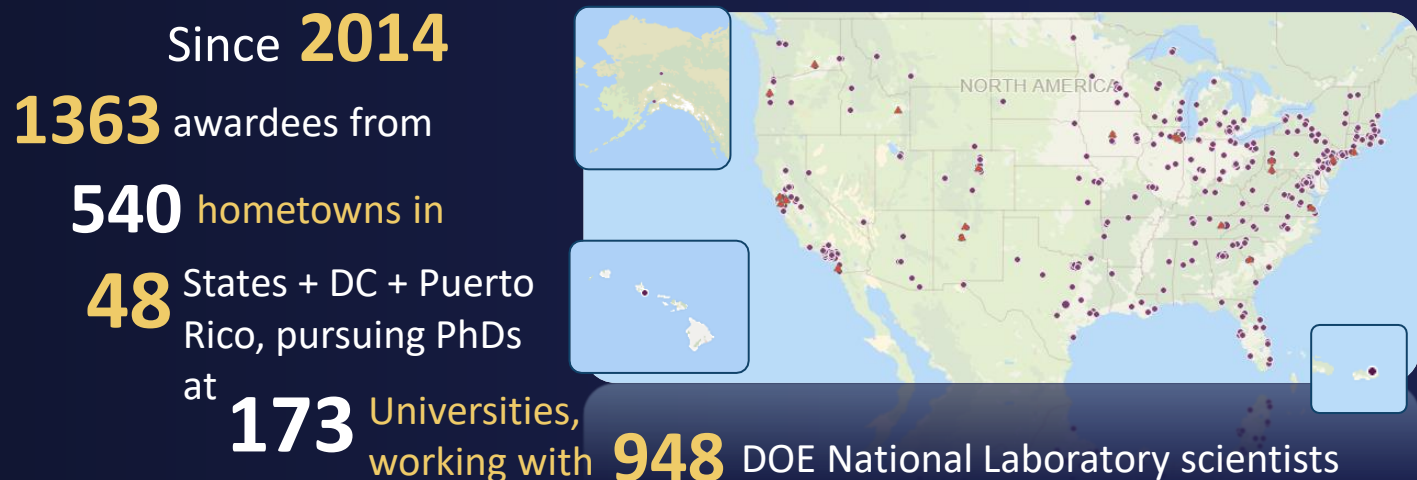 Since 2014
1363 awardees from
540 hometowns in
48 States + DC + Puerto
Rico, pursuing PhDs
at
173 Universities,
working with 948 DOE National Laboratory scientists
NORTH AMERICA